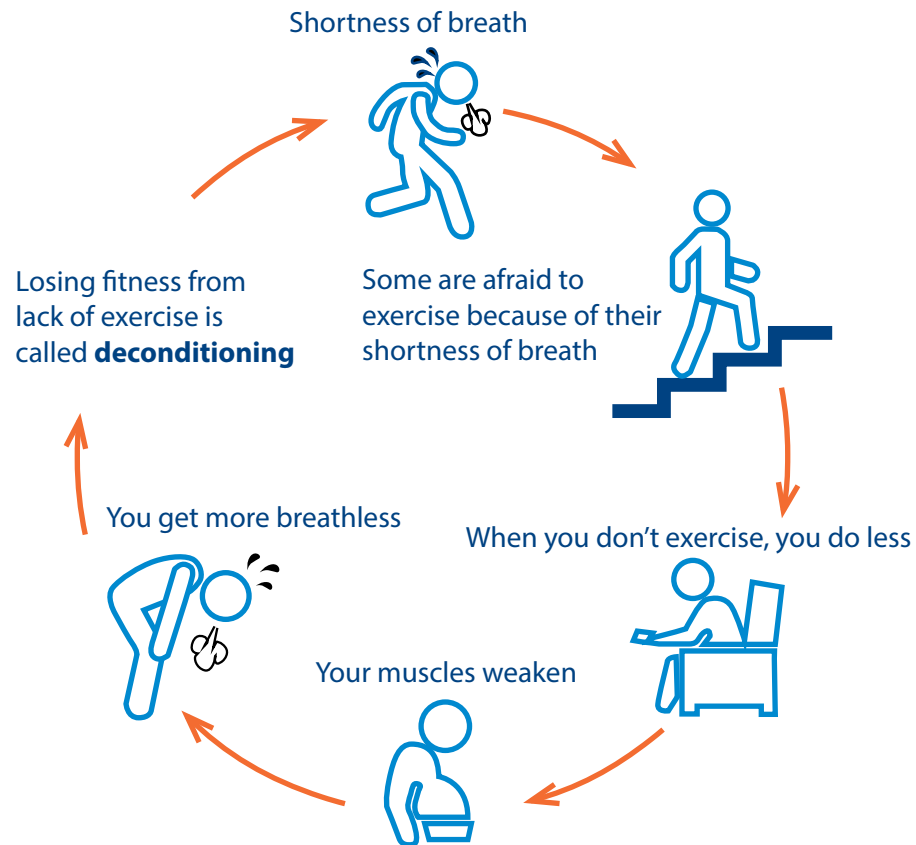 Shortness of breath
Some are afraid to
exercise because of their
shortness of breath
When you don’t exercise, you do less
Your muscles weaken
You get more breathless
Losing fitness from
lack of exercise is
called deconditioning